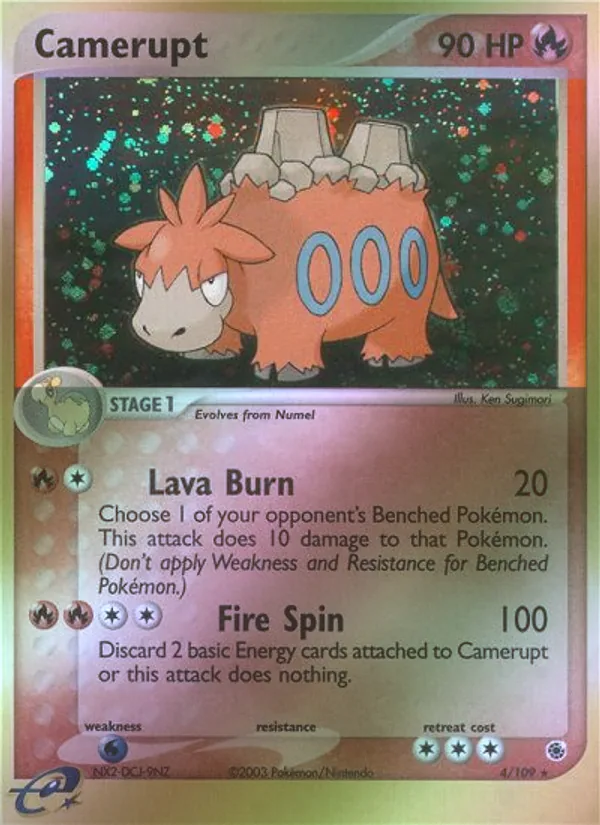 Camerupt 90 HP
Illus. Ken Sugimori
STAGE 1
Evolves from Numel
Lava Burn 20
Choose 1 of your opponent's Benched Pokémon.
This attack does 10 damage to that Pokémon.
(Don't apply Weakness and Resistance for Benched
Pokémon.)
Fire Spin 100
Discard 2 basic Energy cards attached to Camerupt
or this attack does nothing.
weakness resistance retreat cost
NX2-DCJ-9NZ ©2003 Pokémon/Nintendo 4/109 ★
e